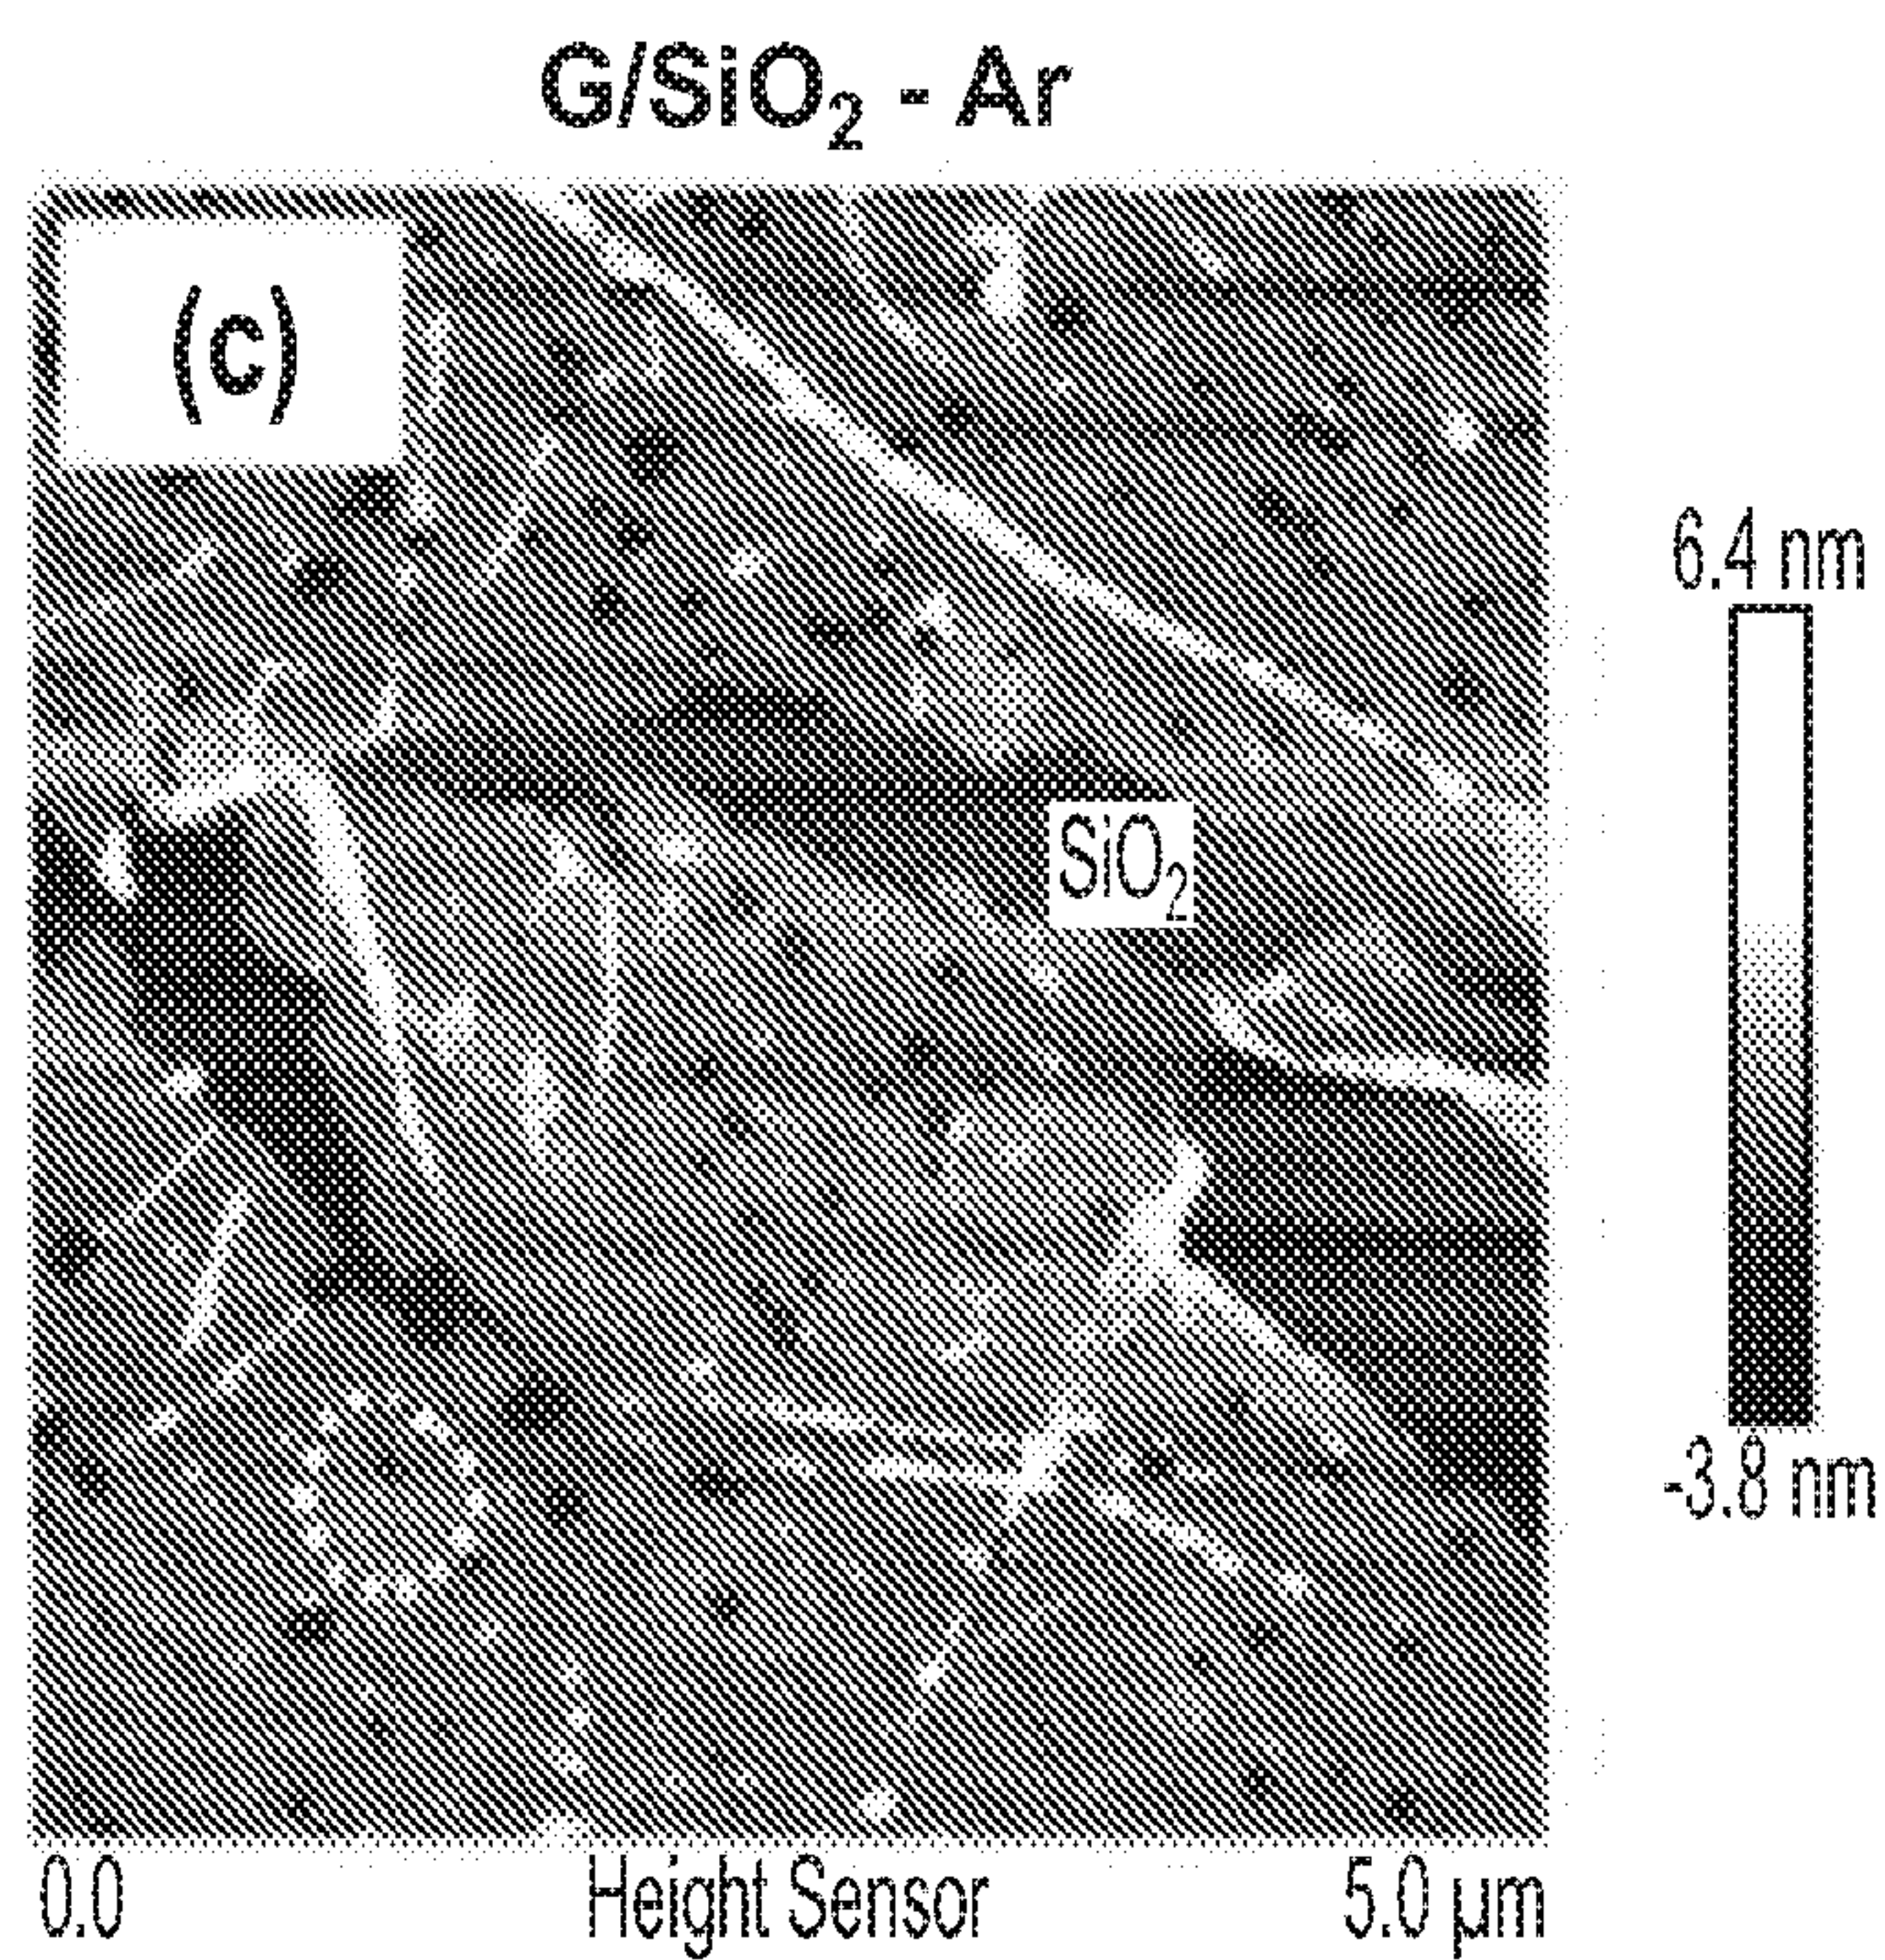 G/SiO₂ - Ar
(c)
6.4 nm
SiO₂
-3.8 nm
0.0 Height Sensor 5.0 μm